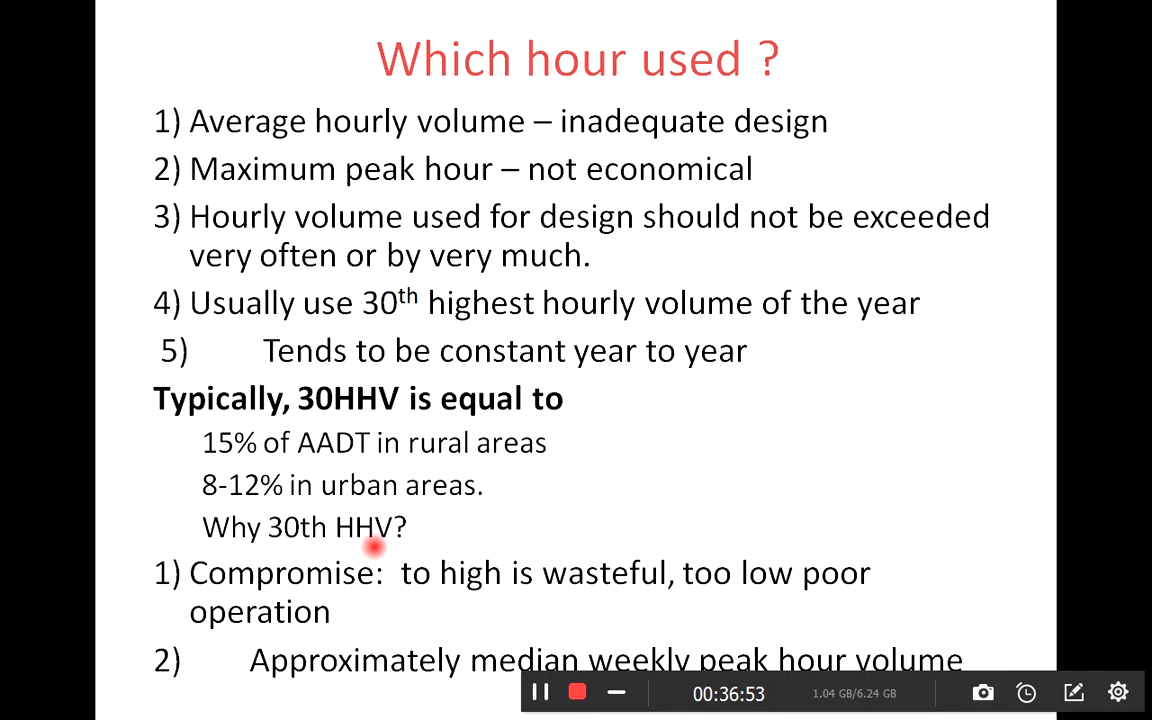 Which hour used ?
1) Average hourly volume – inadequate design
2) Maximum peak hour – not economical
3) Hourly volume used for design should not be exceeded
very often or by very much.
4) Usually use 30th highest hourly volume of the year
5) Tends to be constant year to year
Typically, 30HHV is equal to
15% of AADT in rural areas
8-12% in urban areas.
Why 30th HHV?
1) Compromise: to high is wasteful, too low poor
operation
2) Approximately median weekly peak hour volume
00:36:53
1.04 GB/6.24 GB